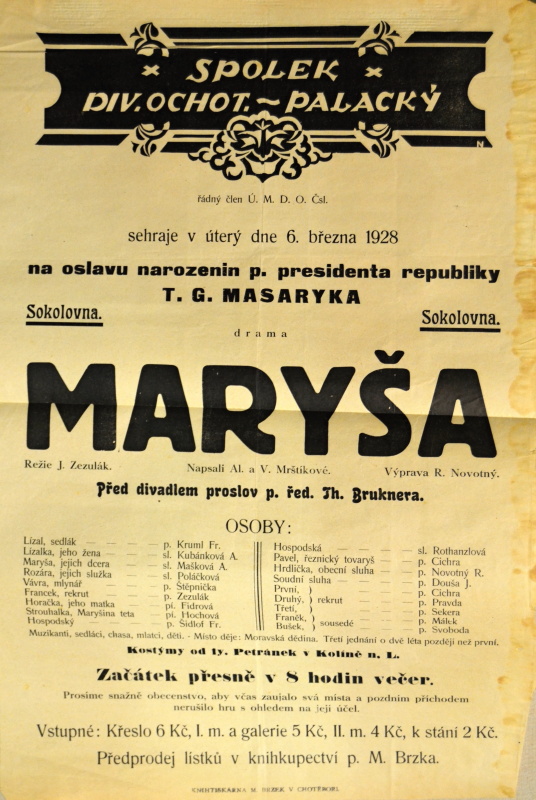 SPOLEK
DIV. OCHOT. ~ PALACKÝ
N
řádný člen Ú. M. D. O. Čsl.
sehraje v úterý dne 6. března 1928
na oslavu narozenin p. presidenta republiky
T. G. MASARYKA
Sokolovna.
Sokolovna.
drama
MARYŠA
Režie J. Zezulák. Napsali Al. a V. Mrštíkové. Výprava R. Novotný.
Před divadlem proslov p. řed. Th. Bruknera.
OSOBY:
Lízal, sedlák — — — — p. Kruml Fr.
Lízalka, jeho žena — — — sl. Kubánková A.
Maryša, jejich dcera — — — sl. Mašková A.
Rozára, jejich služka — — — sl. Poláčková
Vávra, mlynář — — — — p. Štěpnička
Francek, rekrut — — — — p. Zezulák
Horačka, jeho matka — — — pí. Fidrová
Strouhalka, Maryšina teta — — pí. Hochová
Hospodský — — — — p. Šidlof Fr.
Hospodská — — — — sl. Rothanzlová
Pavel, řeznický tovaryš — — p. Cichra
Hrdlička, obecní sluha — — p. Novotný R.
Soudní sluha — — — — p. Douša J.
První, ) — — — p. Cichra
Druhý, ) rekrut — — — p. Pravda
Třetí, ) — — — p. Sekera
Franěk, ) sousedé — — — p. Málek
Bušek, ) — — — p. Svoboda
Muzikanti, sedláci, chasa, mlatci, děti. - Místo děje: Moravská dědina. Třetí jednání o dvě léta později než první.
Kostýmy od fy. Petránek v Kolíně n. L.
Začátek přesně v 8 hodin večer.
Prosíme snažně obecenstvo, aby včas zaujalo svá místa a pozdním příchodem
nerušilo hru s ohledem na její účel.
Vstupné: Křeslo 6 Kč, I. m. a galerie 5 Kč, II. m. 4 Kč, k stání 2 Kč.
Předprodej lístků v knihkupectví p. M. Brzka.
KNIHTISKÁRNA M. BEŽEK V CHOTĚBOŘI.